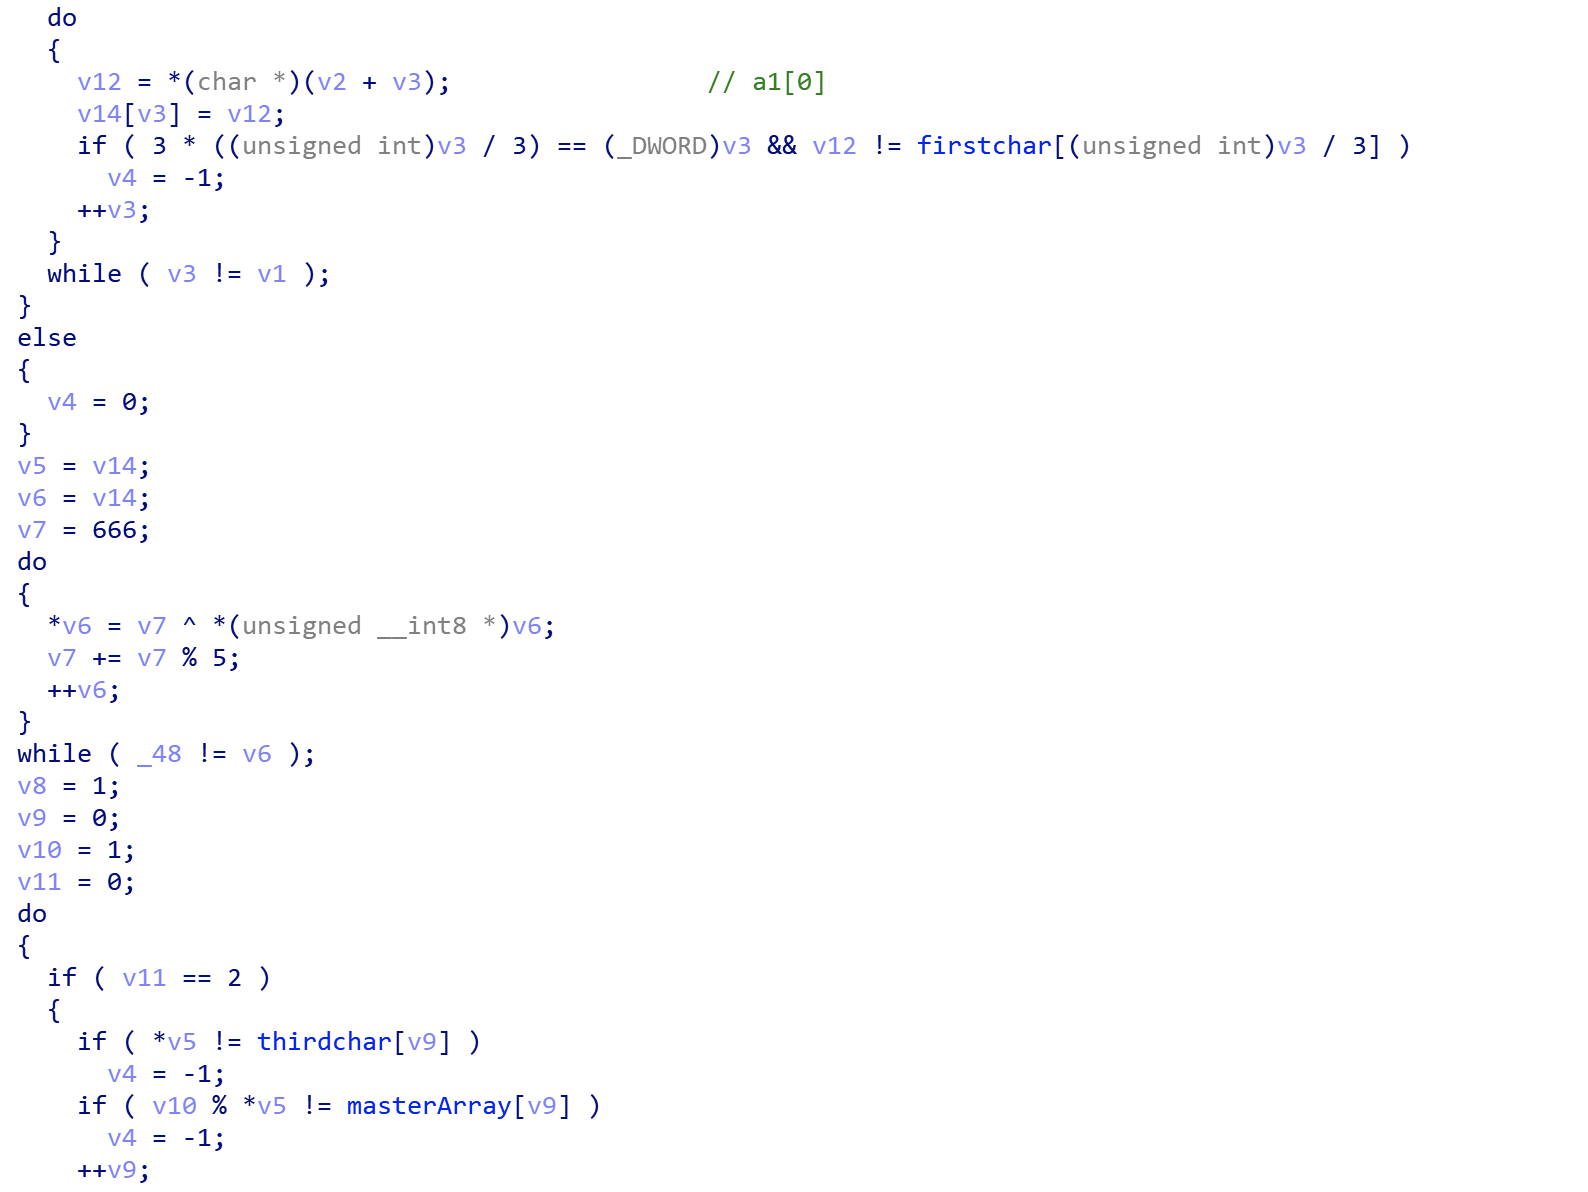 do
{
v12 = *(char *)(v2 + v3); // a1[0]
v14[v3] = v12;
if ( 3 * ((unsigned int)v3 / 3) == (_DWORD)v3 && v12 != firstchar[(unsigned int)v3 / 3] )
v4 = -1;
++v3;
}
while ( v3 != v1 );
}
else
{
v4 = 0;
}
v5 = v14;
v6 = v14;
v7 = 666;
do
{
*v6 = v7 ^ *(unsigned __int8 *)v6;
v7 += v7 % 5;
++v6;
}
while ( _48 != v6 );
v8 = 1;
v9 = 0;
v10 = 1;
v11 = 0;
do
{
if ( v11 == 2 )
{
if ( *v5 != thirdchar[v9] )
v4 = -1;
if ( v10 % *v5 != masterArray[v9] )
v4 = -1;
++v9;